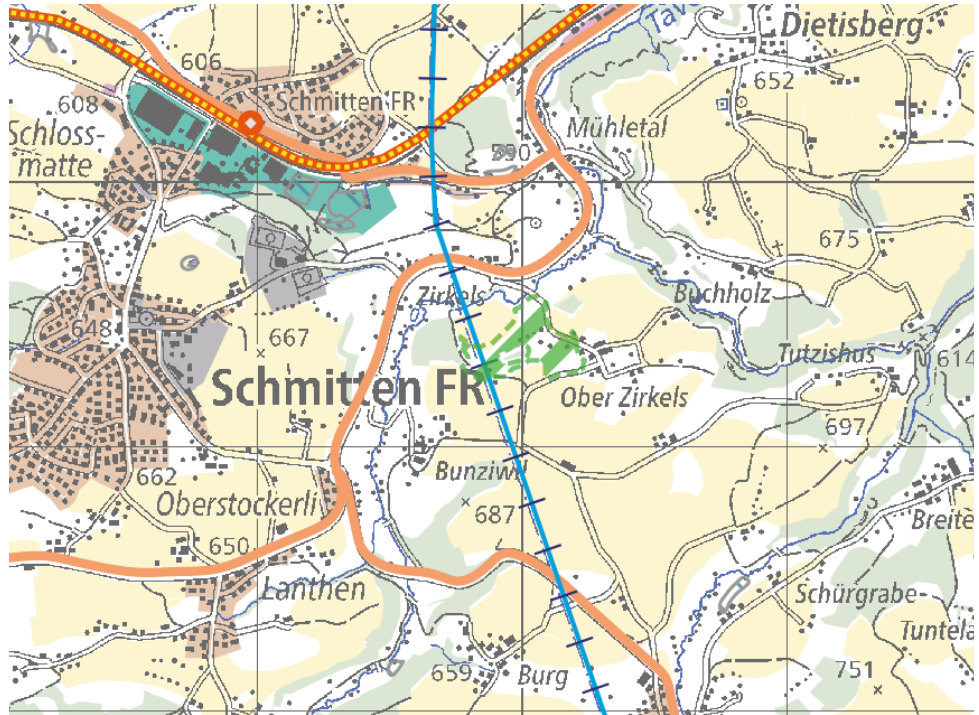 Dietisberg
606
652
608
Schmitten FR
Schloss-
matte
Mühletal
590
675
Zirkels
Buchholz
648
667
Tutzishus
614
Schmitten FR
Ober Zirkels
697
662
Bunziwil
Oberstockerli
687
Breite
650
Lanthen
Schürgrabe
Tuntela
659
Burg
751